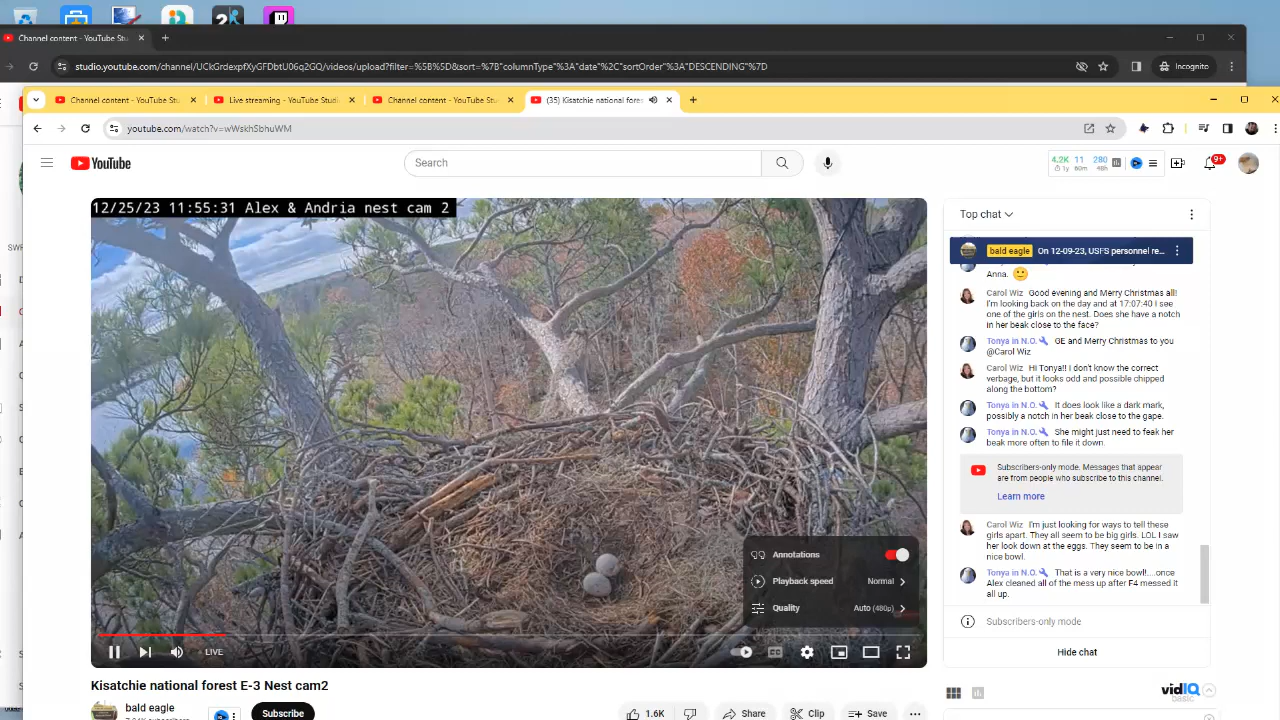 Channel content - YouTube Stu
studio.youtube.com/channel/UCkGrdexpfXyGFDbtU06q2GQ/videos/upload?filter=%5B%5D&sort=%7B"columnType"%3A"date"%2C"sortOrder"%3A"DESCENDING"%7D
Incognito
Channel content - YouTube Stu
Live streaming - YouTube Studio
Channel content - YouTube Stu
(35) Kisatchie national fores
youtube.com/watch?v=wWskhSbhuWM
YouTube
Search
4.2K 11 280
1y 60m 48h
9+
12/25/23 11:55:31 Alex & Andria nest cam 2
Annotations
Playback speed Normal
Quality Auto (480p)
LIVE
Kisatchie national forest E-3 Nest cam2
bald eagle
Subscribe
1.6K
Share
Clip
Save
Top chat
bald eagle On 12-09-23, USFS personnel re...
Anna.
Carol Wiz Good evening and Merry Christmas all!
I'm looking back on the day and at 17:07:40 I see
one of the girls on the nest. Does she have a notch
in her beak close to the face?
Tonya in N.O. GE and Merry Christmas to you
@Carol Wiz
Carol Wiz Hi Tonya!! I don't know the correct
verbage, but it looks odd and possible chipped
along the bottom?
Tonya in N.O. It does look like a dark mark,
possibly a notch in her beak close to the gape.
Tonya in N.O. She might just need to feak her
beak more often to file it down.
Subscribers-only mode. Messages that appear
are from people who subscribe to this channel.
Learn more
Carol Wiz I'm just looking for ways to tell these
girls apart. They all seem to be big girls. LOL I saw
her look down at the eggs. They seem to be in a
nice bowl.
Tonya in N.O. That is a very nice bowl!....once
Alex cleaned all of the mess up after F4 messed it
all up.
Subscribers-only mode
Hide chat
vidIQ
basic